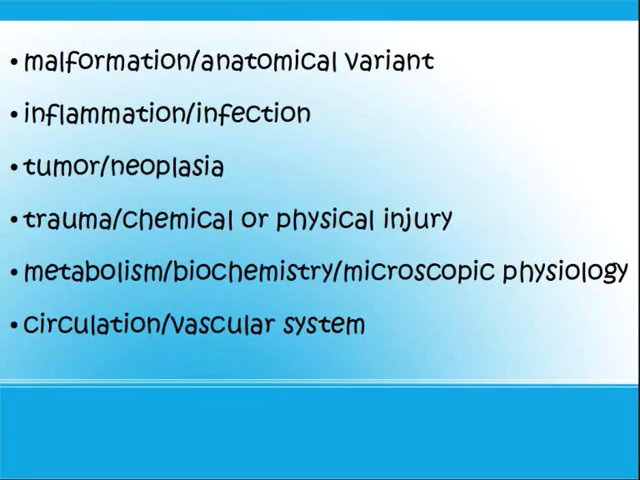 • malformation/anatomical variant
• inflammation/infection
• tumor/neoplasia
• trauma/chemical or physical injury
• metabolism/biochemistry/microscopic physiology
• circulation/vascular system